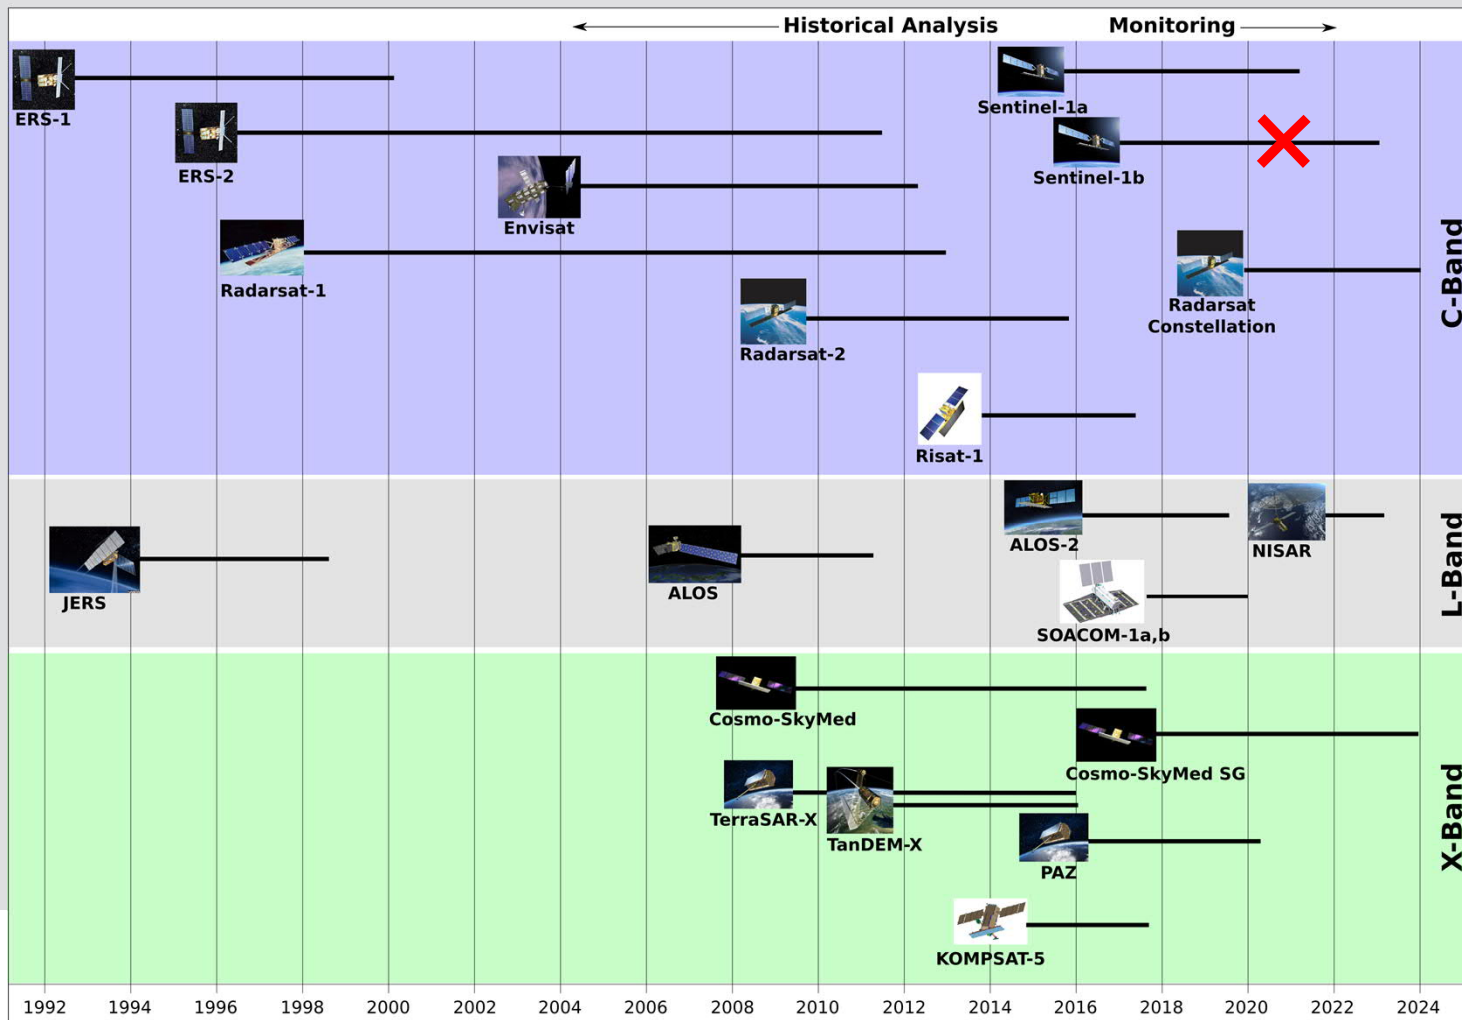 Historical Analysis
Monitoring
ERS-1
Sentinel-1a
ERS-2
Sentinel-1b
Envisat
Radarsat-1
Radarsat
Constellation
Radarsat-2
Risat-1
C-Band
ALOS-2
NISAR
JERS
ALOS
SOACOM-1a,b
L-Band
Cosmo-SkyMed
Cosmo-SkyMed SG
TerraSAR-X
TanDEM-X
PAZ
KOMPSAT-5
X-Band
1992 1994 1996 1998 2000 2002 2004 2006 2008 2010 2012 2014 2016 2018 2020 2022 2024